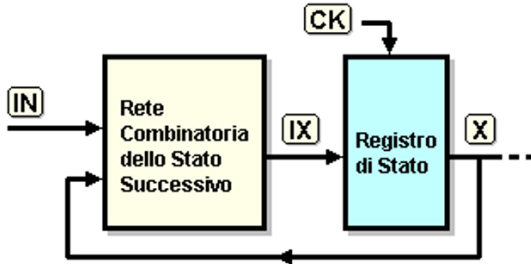 CK
IN
Rete
Combinatoria
dello Stato
Successivo
IX
Registro
di Stato
X